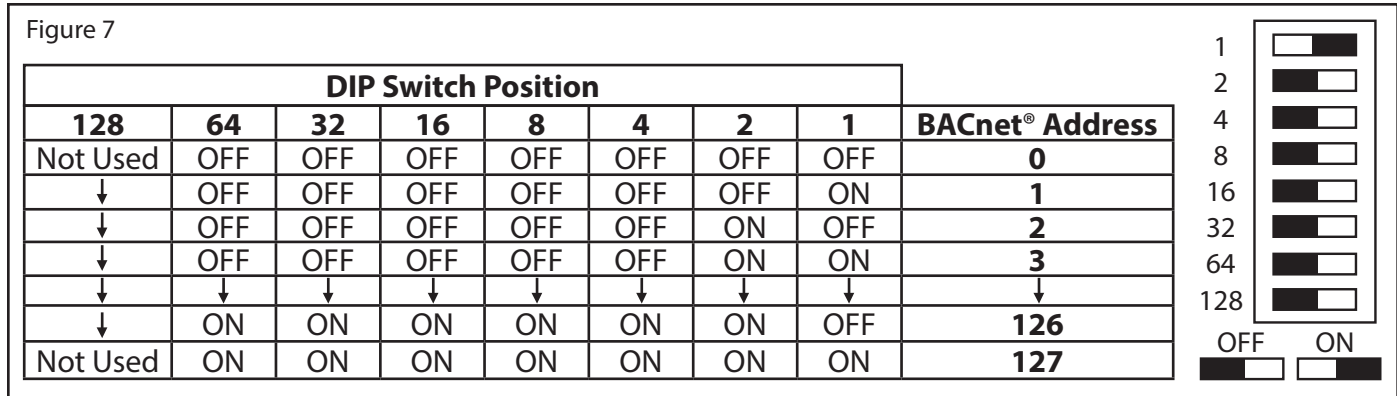 Figure 7
DIP Switch Position
128 64 32 16 8 4 2 1 BACnet® Address
Not Used OFF OFF OFF OFF OFF OFF OFF 0
↓ OFF OFF OFF OFF OFF OFF ON 1
↓ OFF OFF OFF OFF OFF ON OFF 2
↓ OFF OFF OFF OFF OFF ON ON 3
↓ ↓ ↓ ↓ ↓ ↓ ↓ ↓ ↓
↓ ON ON ON ON ON ON OFF 126
Not Used ON ON ON ON ON ON ON 127
1
2
4
8
16
32
64
128
OFF ON